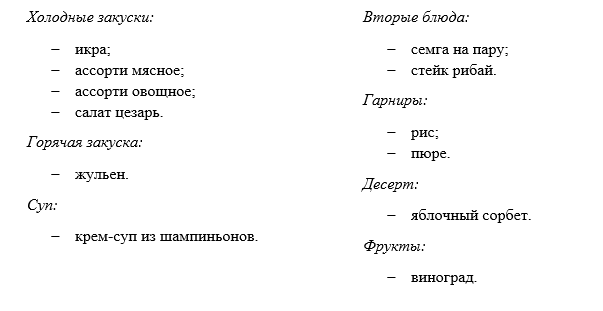 Холодные закуски:
– икра;
– ассорти мясное;
– ассорти овощное;
– салат цезарь.
Горячая закуска:
– жульен.
Суп:
– крем-суп из шампиньонов.
Вторые блюда:
– семга на пару;
– стейк рибай.
Гарниры:
– рис;
– пюре.
Десерт:
– яблочный сорбет.
Фрукты:
– виноград.